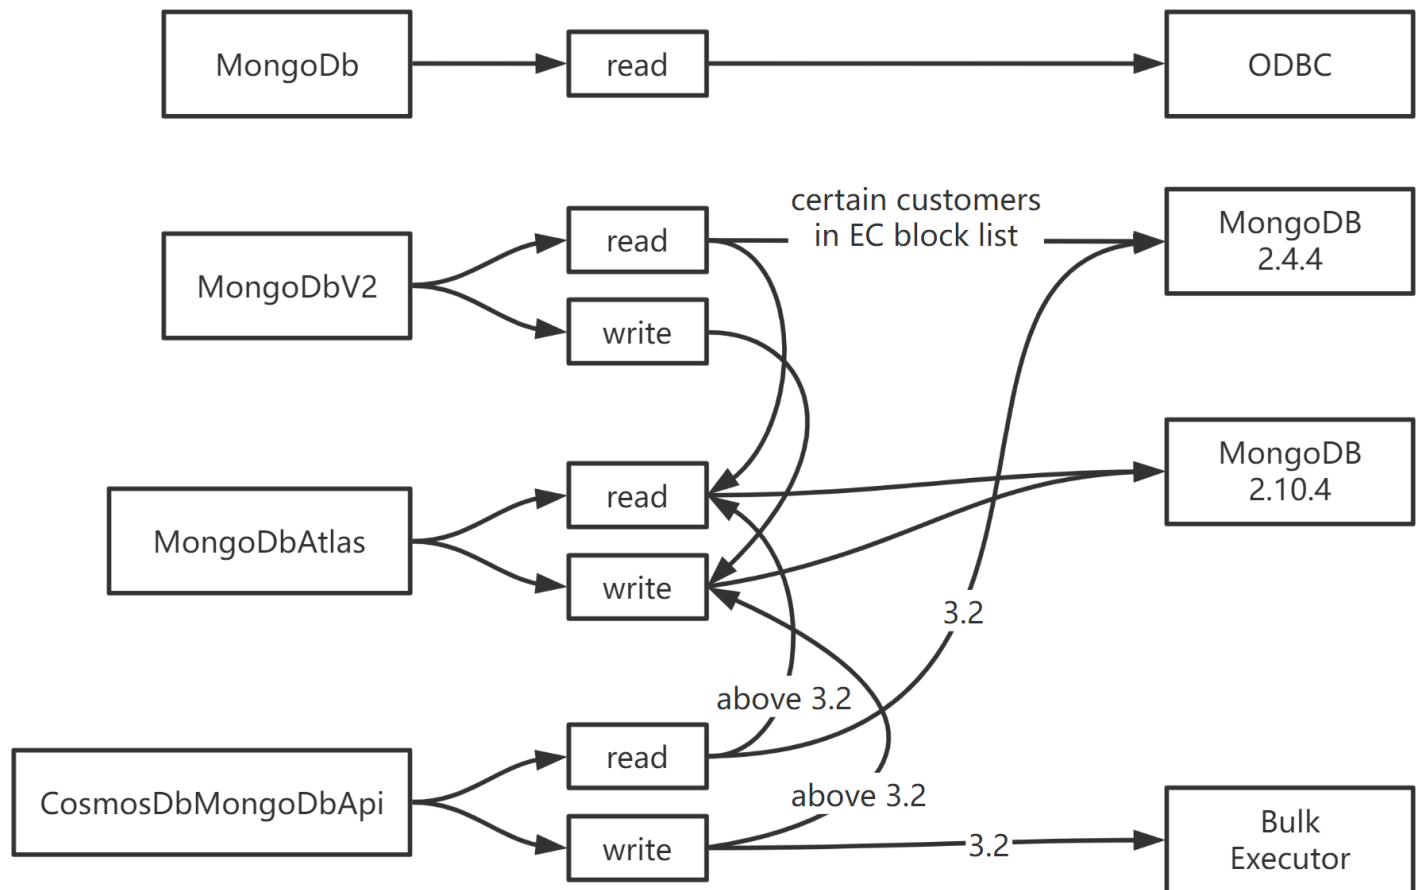 MongoDb
read
ODBC
certain customers
in EC block list
MongoDB
2.4.4
read
MongoDbV2
write
MongoDB
2.10.4
read
MongoDbAtlas
write
3.2
above 3.2
read
CosmosDbMongoDbApi
above 3.2
write
3.2
Bulk
Executor